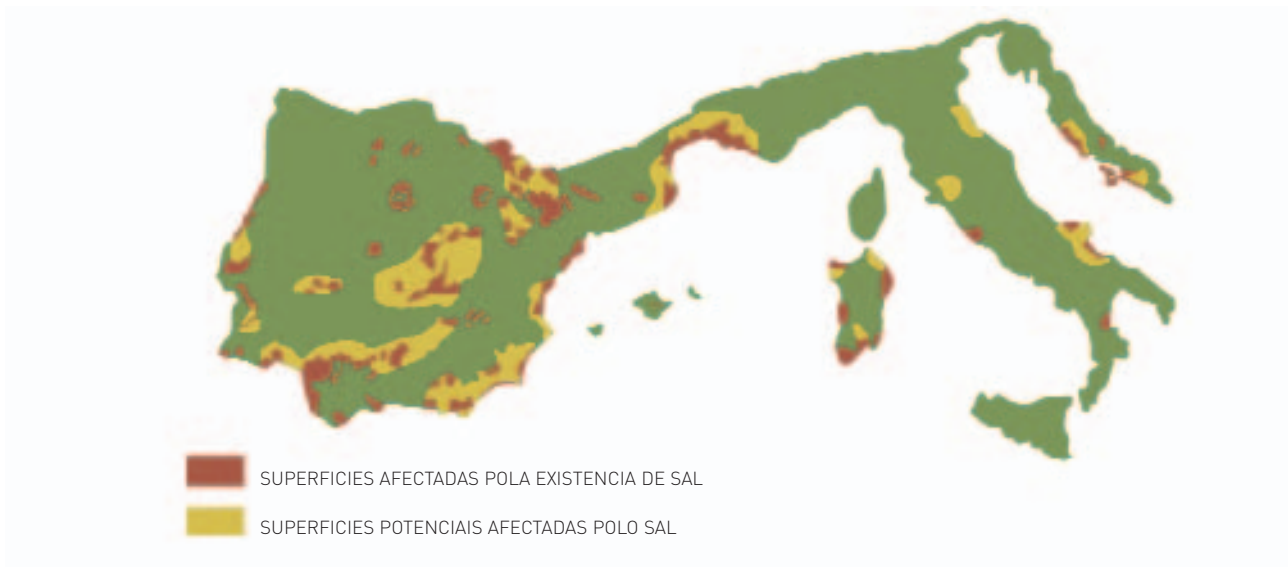 SUPERFICIES AFECTADAS POLA EXISTENCIA DE SAL
SUPERFICIES POTENCIAIS AFECTADAS POLO SAL